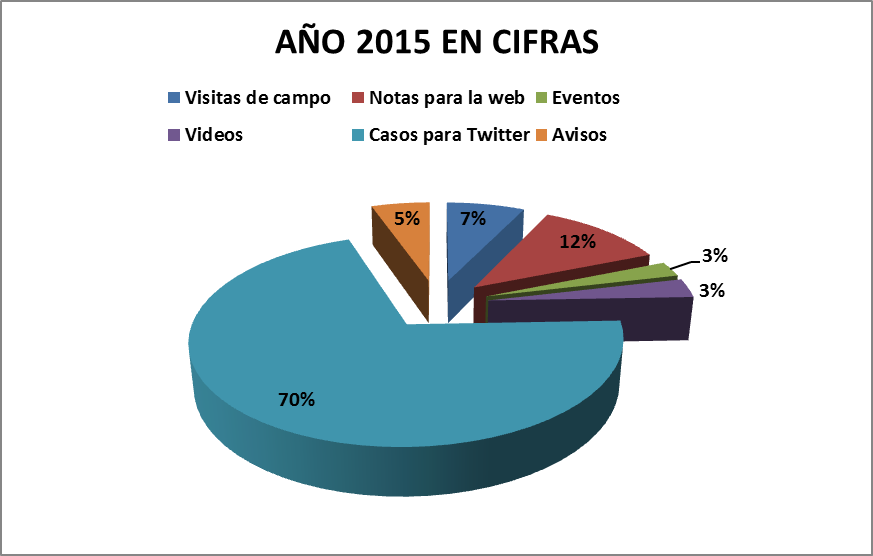 AÑO 2015 EN CIFRAS
Visitas de campo Notas para la web Eventos
Videos Casos para Twitter Avisos
5% 7%
12%
3%
3%
70%